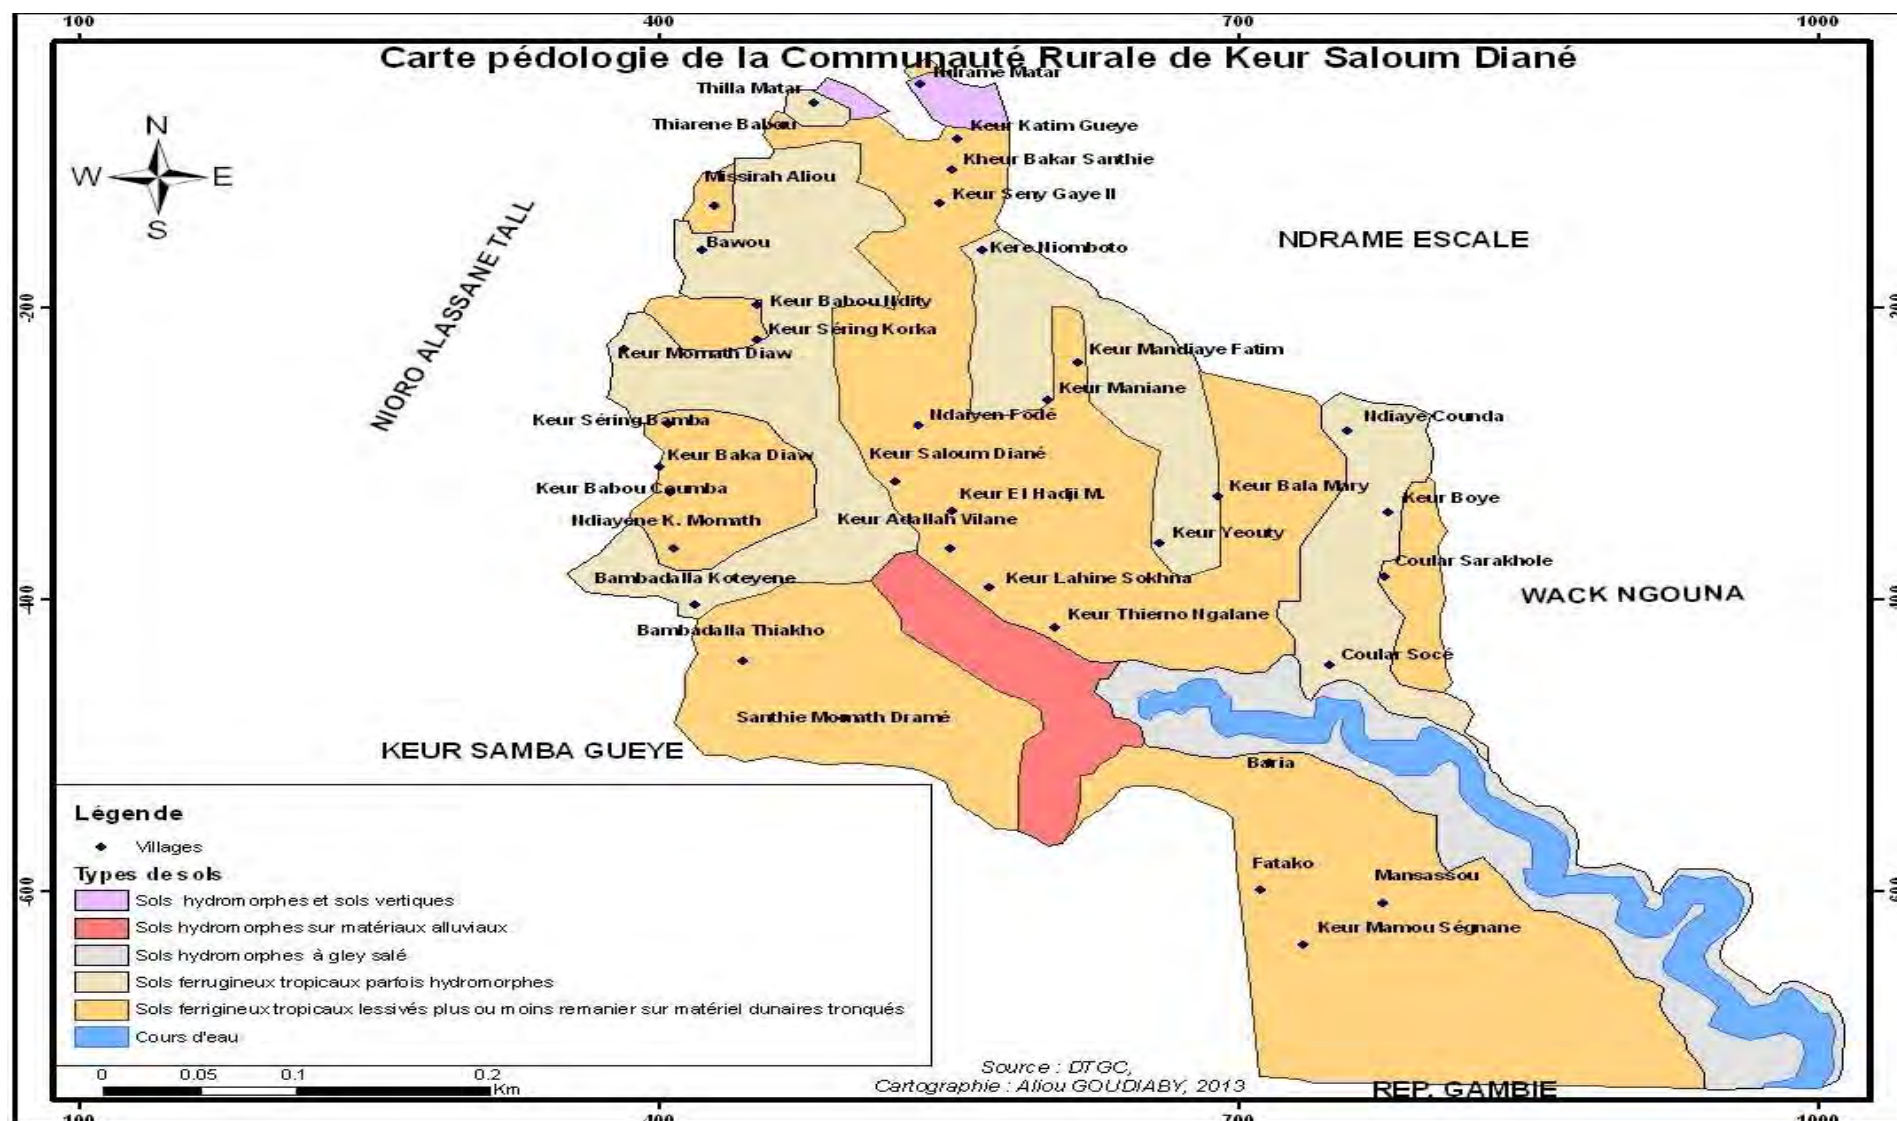 100 400 700 1000
Carte pédologie de la Communauté Rurale de Keur Saloum Diané
Ndrame Matar
Thilla Matar
Thiarene Babou
Keur Katim Gueye
N
Kheur Bakar Santhie
W E
Missirah Aliou
Keur Seny Gaye II
S
Bawou
Kere Niomboto
NDRAME ESCALE
NIORO ALASSANE TALL
Keur Babou Ndity
-200
Keur Séring Korka
Keur Momath Diaw
Keur Mandiaye Fatim
Keur Maniane
Keur Séring Bamba
Ndaiyen Fodé
Ndiaye Counda
Keur Baka Diaw
Keur Saloum Diané
Keur Babou Coumba
Keur El Hadji M.
Keur Bala Mary
Keur Boye
Ndiayene K. Momath
Keur Adallah Vilane
Keur Yeouty
Coular Sarakhole
Bambadalla Koteyene
Keur Lahine Sokhna
WACK NGOUNA
-400
Keur Thierno Ngalane
Bambadalla Thiakho
Coular Socé
Santhie Momath Dramé
KEUR SAMBA GUEYE
Baria
Fatako
Mansassou
-600
Keur Mamou Ségnane
Légende
Villages
Types de sols
Sols hydromorphes et sols vertiques
Sols hydromorphes sur matériaux alluviaux
Sols hydromorphes à gley salé
Sols ferrugineux tropicaux parfois hydromorphes
Sols ferrigineux tropicaux lessivés plus ou moins remanier sur matériel dunaires tronqués
Cours d'eau
0 0.05 0.1 0.2
Km
Source : DTGC,
Cartographie : Aliou GOUDIABY, 2013
REP. GAMBIE
100 400 700 1000